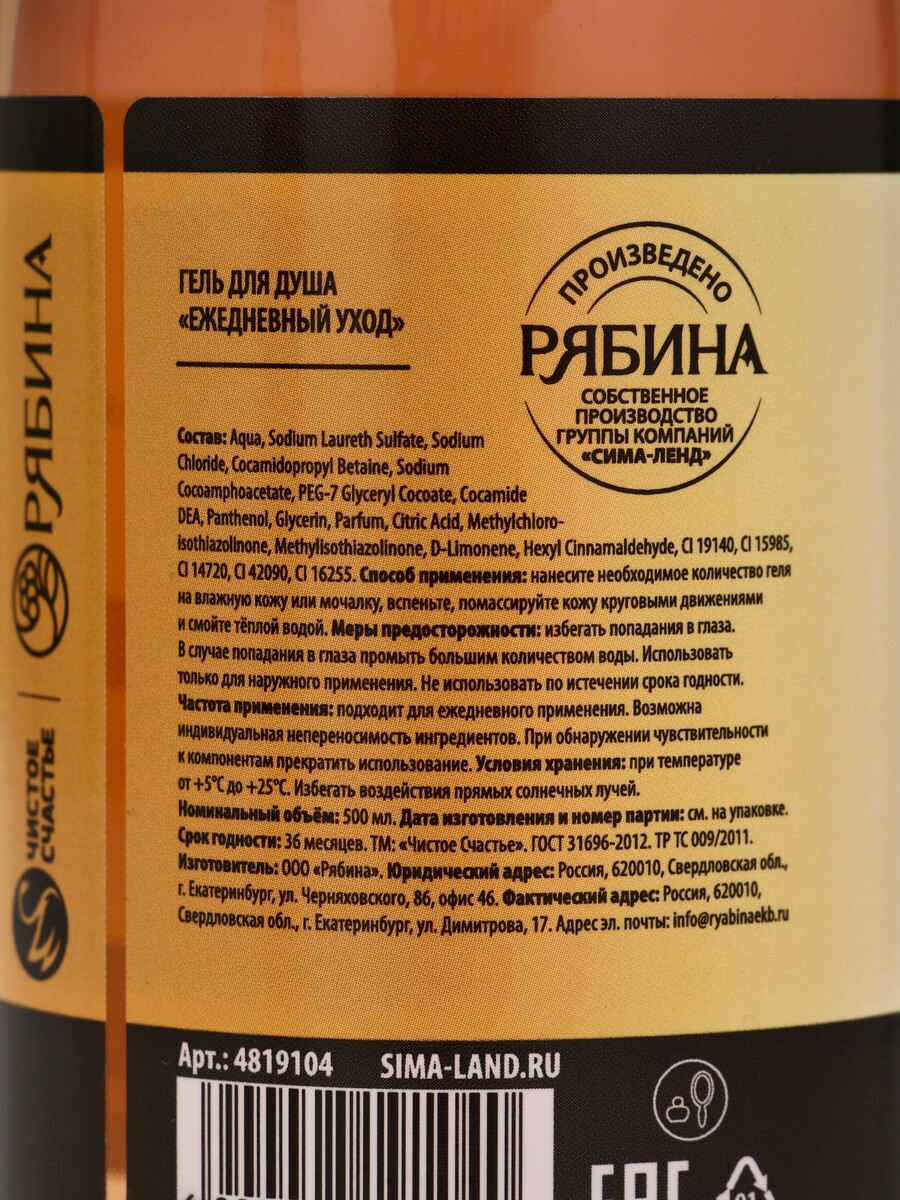 ГЕЛЬ ДЛЯ ДУША
«ЕЖЕДНЕВНЫЙ УХОД»
ПРОИЗВЕДЕНО
РЯБИНА
СОБСТВЕННОЕ
ПРОИЗВОДСТВО
ГРУППЫ КОМПАНИЙ
«СИМА-ЛЕНД»
Состав: Aqua, Sodium Laureth Sulfate, Sodium
Chloride, Cocamidopropyl Betaine, Sodium
Cocoamphoacetate, PEG-7 Glyceryl Cocoate, Cocamide
DEA, Panthenol, Glycerin, Parfum, Citric Acid, Methylchloro-
isothiazolinone, Methylisothiazolinone, D-Limonene, Hexyl Cinnamaldehyde, CI 19140, CI 15985,
CI 14720, CI 42090, CI 16255. Способ применения: нанесите необходимое количество геля
на влажную кожу или мочалку, вспеньте, помассируйте кожу круговыми движениями
и смойте тёплой водой. Меры предосторожности: избегать попадания в глаза.
В случае попадания в глаза промыть большим количеством воды. Использовать
только для наружного применения. Не использовать по истечении срока годности.
Частота применения: подходит для ежедневного применения. Возможна
индивидуальная непереносимость ингредиентов. При обнаружении чувствительности
к компонентам прекратить использование. Условия хранения: при температуре
от +5°С до +25°С. Избегать воздействия прямых солнечных лучей.
Номинальный объём: 500 мл. Дата изготовления и номер партии: см. на упаковке.
Срок годности: 36 месяцев. ТМ: «Чистое Счастье». ГОСТ 31696-2012. ТР ТС 009/2011.
Изготовитель: ООО «Рябина». Юридический адрес: Россия, 620010, Свердловская обл.,
г. Екатеринбург, ул. Черняховского, 86, офис 46. Фактический адрес: Россия, 620010,
Свердловская обл., г. Екатеринбург, ул. Димитрова, 17. Адрес эл. почты: info@ryabinaekb.ru
Арт.: 4819104 SIMA-LAND.RU
ЧИСТОЕ
СЧАСТЬЕ
РЯБИНА